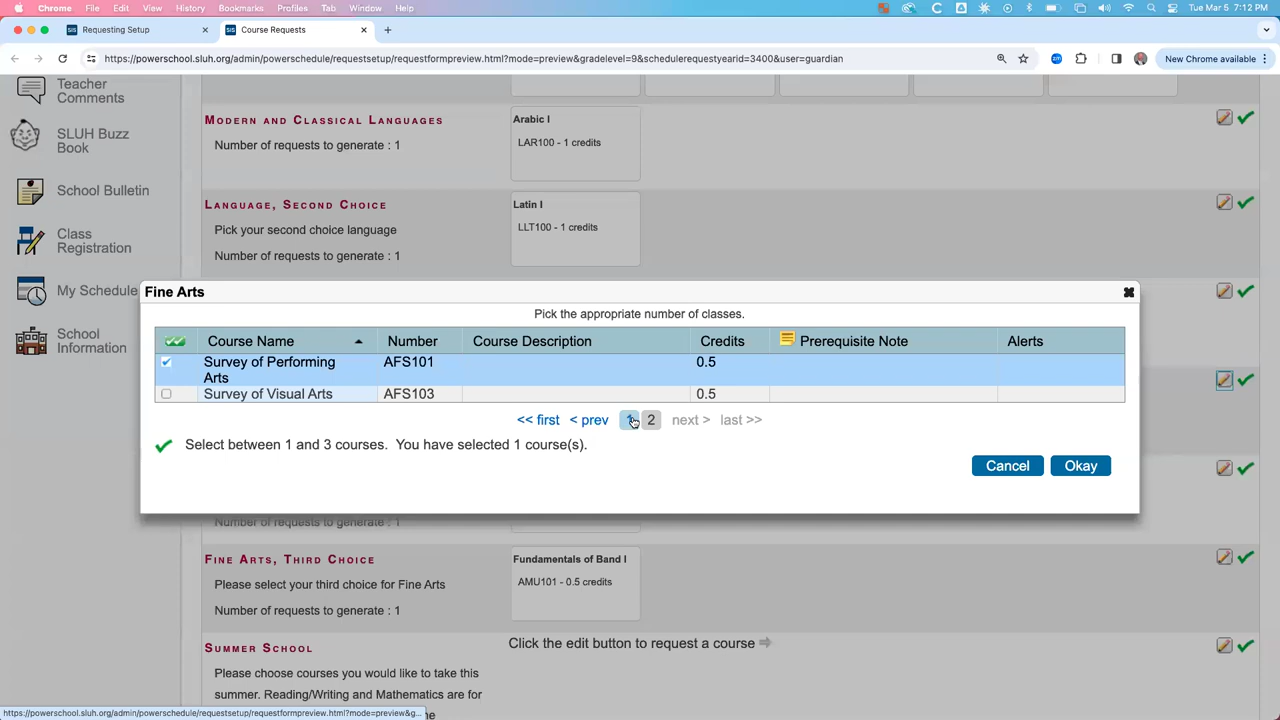 Chrome File Edit View History Bookmarks Profiles Tab Window Help
Tue Mar 5 7:12 PM
Requesting Setup
Course Requests
https://powerschool.sluh.org/admin/powerschedule/requestsetup/requestformpreview.html?mode=preview&gradelevel=9&schedulerequestyearid=3400&user=guardian
New Chrome available
Teacher
Comments
SLUH Buzz
Book
School Bulletin
Class
Registration
My Schedule
School
Information
Modern and Classical Languages
Number of requests to generate : 1
Arabic I
LAR100 - 1 credits
Language, Second Choice
Pick your second choice language
Number of requests to generate : 1
Latin I
LLT100 - 1 credits
Fine Arts
Pick the appropriate number of classes.
Course Name Number Course Description Credits Prerequisite Note Alerts
Survey of Performing
Arts
AFS101 0.5
Survey of Visual Arts AFS103 0.5
<< first < prev 1 2 next > last >>
Select between 1 and 3 courses. You have selected 1 course(s).
Cancel Okay
Number of requests to generate : 1
Fine Arts, Third Choice
Please select your third choice for Fine Arts
Number of requests to generate : 1
Fundamentals of Band I
AMU101 - 0.5 credits
Summer School
Click the edit button to request a course
Please choose courses you would like to take this
summer. Reading/Writing and Mathematics are for
https://powerschool.sluh.org/admin/powerschedule/requestsetup/requestformpreview.html?mode=preview&g...